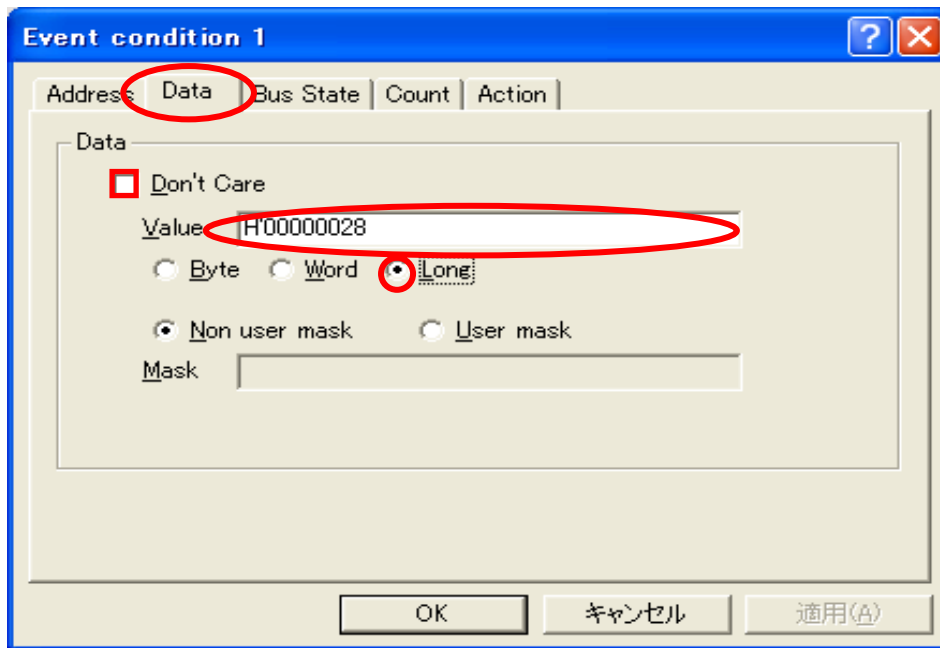 Event condition 1
Address Data Bus State Count Action
Data
Don't Care
Value H'00000028
Byte Word Long
Non user mask User mask
Mask
OK キャンセル 適用(A)